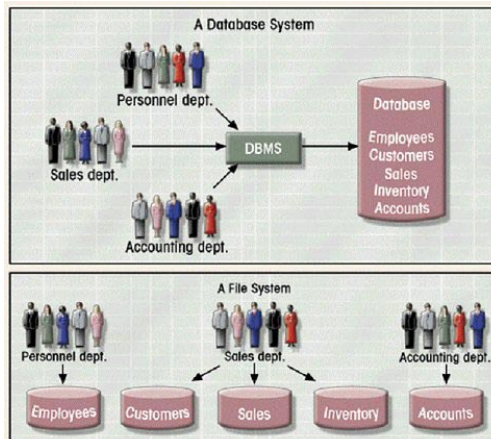 A Database System
Personnel dept.
Sales dept.
DBMS
Accounting dept.
Database
Employees
Customers
Sales
Inventory
Accounts
A File System
Personnel dept.
Sales dept.
Accounting dept.
Employees
Customers
Sales
Inventory
Accounts